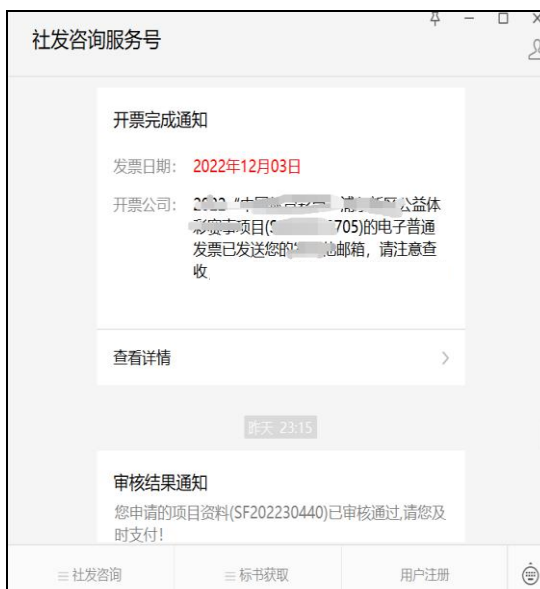 社发咨询服务号
开票完成通知
发票日期： 2022年12月03日
开票公司： 公益体
项目( 705)的电子普通
发票已发送您的 邮箱，请注意查
收
查看详情
昨天 23:15
审核结果通知
您申请的项目资料(SF202230440)已审核通过,请您及
时支付！
社发咨询 标书获取 用户注册